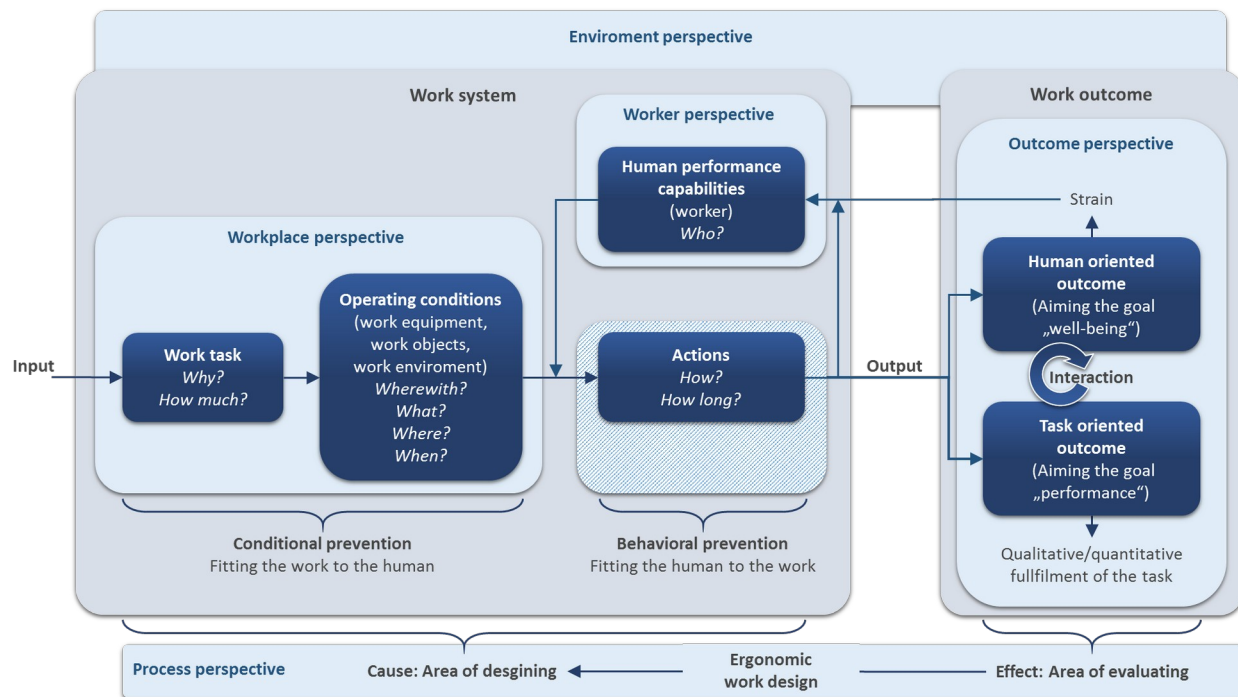 Enviroment perspective
Work system
Work outcome
Worker perspective
Human performance
capabilities
(worker)
Who?
Outcome perspective
Strain
Workplace perspective
Human oriented
outcome
(Aiming the goal
„well-being“)
Operating conditions
(work equipment,
work objects,
work enviroment)
Wherewith?
What?
Where?
When?
Input
Work task
Why?
How much?
Actions
How?
How long?
Output
Interaction
Task oriented
outcome
(Aiming the goal
„performance“)
Qualitative/quantitative
fullfilment of the task
Conditional prevention
Fitting the work to the human
Behavioral prevention
Fitting the human to the work
Process perspective
Cause: Area of desgining
Ergonomic
work design
Effect: Area of evaluating